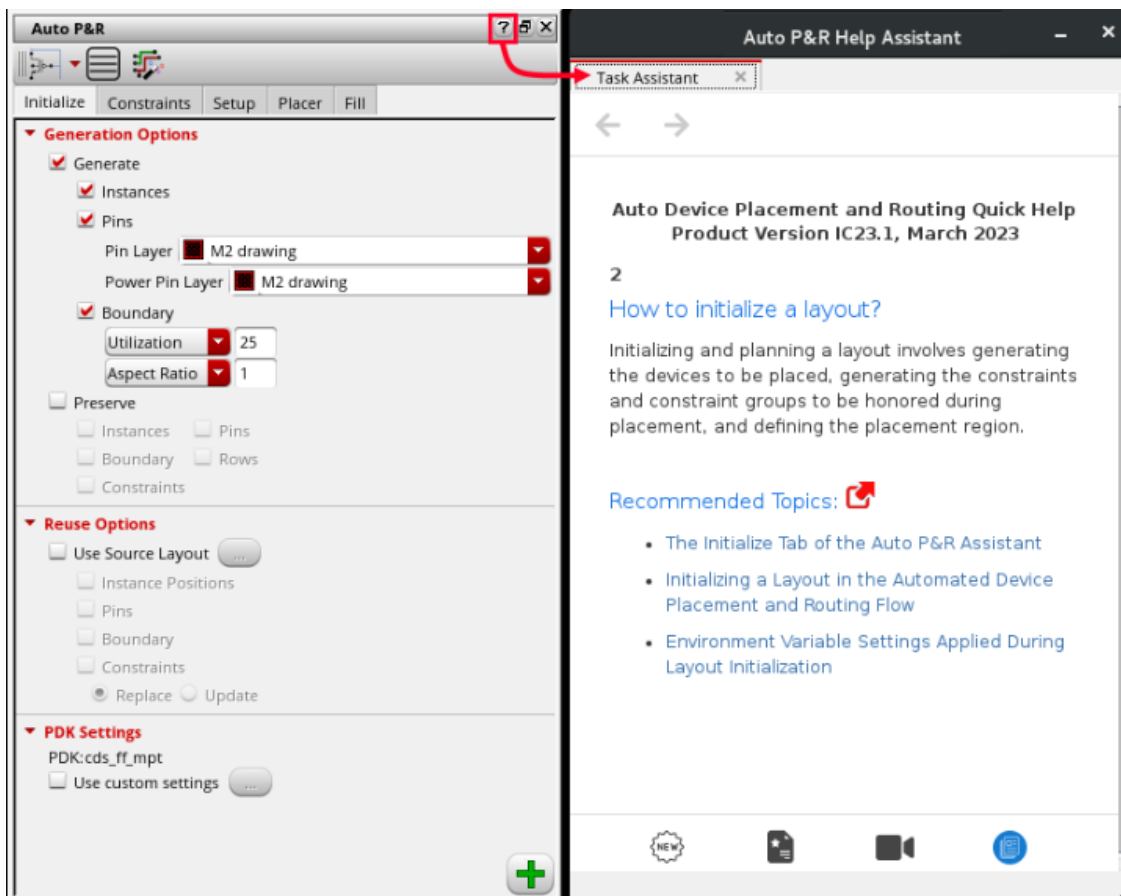 Auto P&R
?
Initialize Constraints Setup Placer Fill
Generation Options
Generate
Instances
Pins
Pin Layer M2 drawing
Power Pin Layer M2 drawing
Boundary
Utilization 25
Aspect Ratio 1
Preserve
Instances Pins
Boundary Rows
Constraints
Reuse Options
Use Source Layout ...
Instance Positions
Pins
Boundary
Constraints
Replace Update
PDK Settings
PDK:cds_ff_mpt
Use custom settings ...
Auto P&R Help Assistant
Task Assistant
Auto Device Placement and Routing Quick Help
Product Version IC23.1, March 2023
2
How to initialize a layout?
Initializing and planning a layout involves generating
the devices to be placed, generating the constraints
and constraint groups to be honored during
placement, and defining the placement region.
Recommended Topics:
• The Initialize Tab of the Auto P&R Assistant
• Initializing a Layout in the Automated Device
Placement and Routing Flow
• Environment Variable Settings Applied During
Layout Initialization
NEW